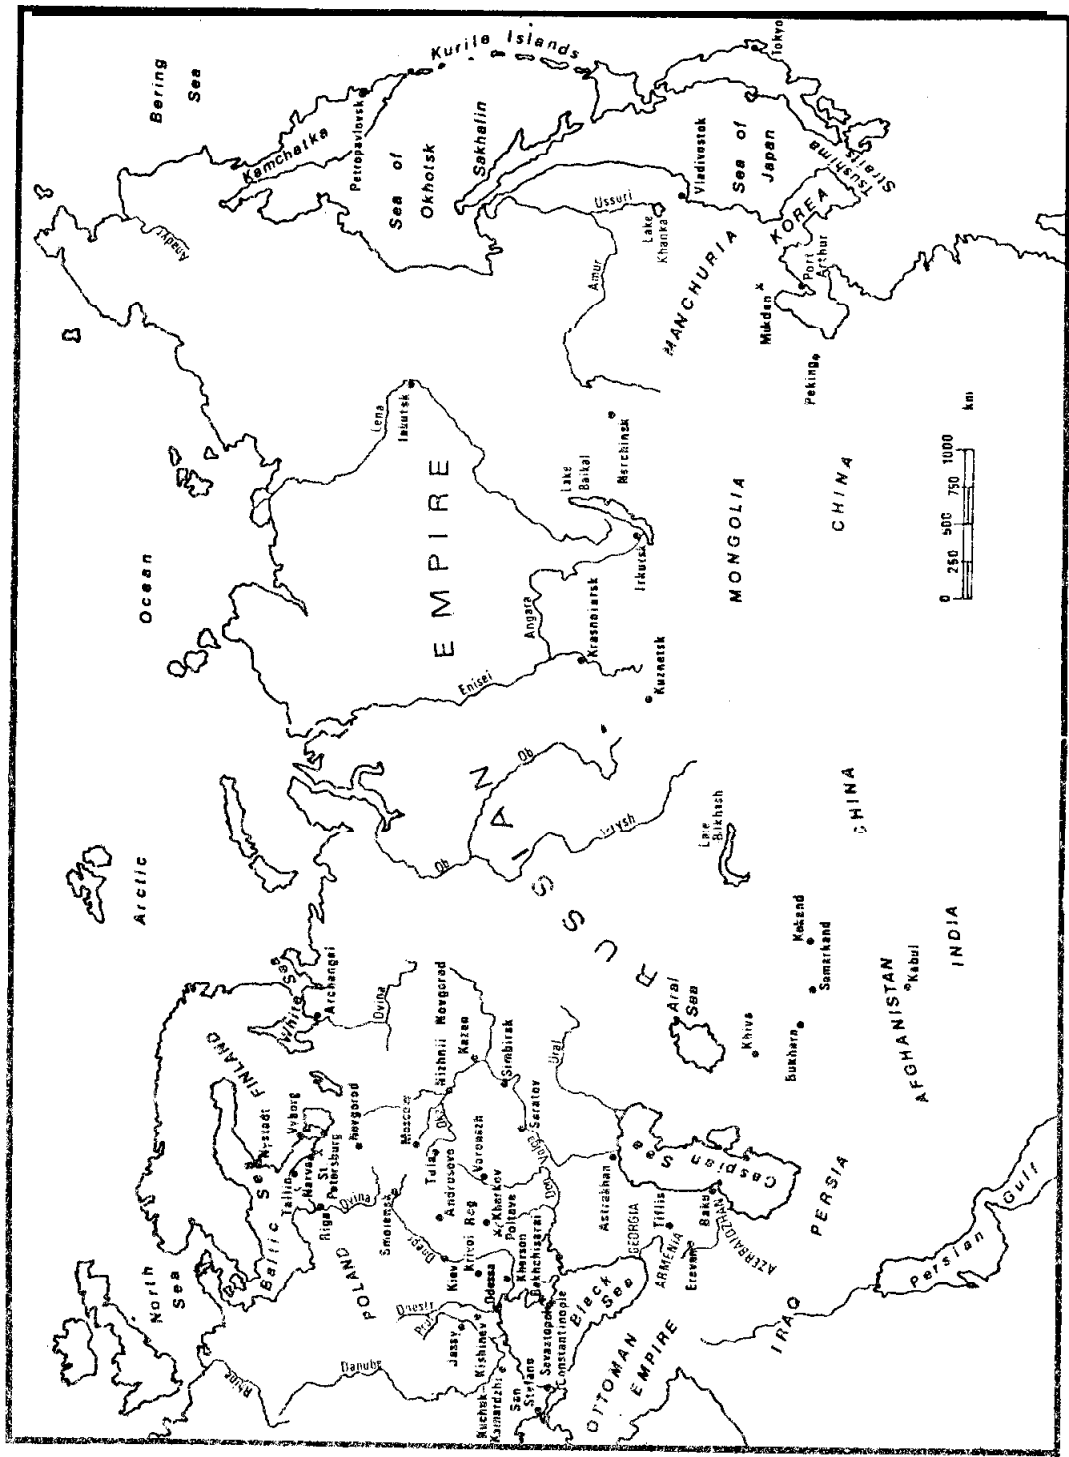 Bering
Sea
Kurile Islands
Tokyo
Kamchatka
Petropavlovsk
Sea of
Okhotsk
Sakhalin
Vladivostok
Sea of
Japan
Tsushima
Straits
Anadyr
Ussuri
Lake
Khanka
KOREA
Amur
MANCHURIA
Port
Arthur
Mukden
Peking
Lena
Iakutsk
Lake
Baikal
Nerchinsk
Irkutsk
MONGOLIA
CHINA
0 250 500 750 1000 km
Ocean
EMPIRE
Angara
Krasnoiarsk
Enisei
Kuznetsk
Arctic
Ob
Ob
RUSSIAN
Lake
Blkhash
CHINA
White Sea
Archangel
Dvina
FINLAND
Nizhnii Novgorod
Kazan
Simbirsk
Ural
Aral
Sea
Khiva
Bukhara
Kokand
Samarkand
AFGHANISTAN
Kabul
INDIA
Nystadt
Vyborg
Novgorod
Moscow
Oka
Saratov
Volga
North
Sea
Baltic Sea
Tallin
Narva
St
Petersburg
Riga
Dvina
Smolensk
Tula
Androsovo
Voronezh
Don
Astrakhan
Caspian Sea
POLAND
Dnepr
Kiev
Krivoi Rog
Kharkov
Poltava
Kherson
Odessa
Bakhchisarai
GEORGIA
Tiflis
Baku
ARMENIA
Erevan
AZERBAIDZHAN
PERSIA
Persian Gulf
Rhine
Danube
Dnestr
Prut
Jassy
Kishinev
Kuchuk-
Kainardzhi
San
Stefano
Sevastopol
Constantinople
Black
Sea
OTTOMAN
EMPIRE
IRAQ